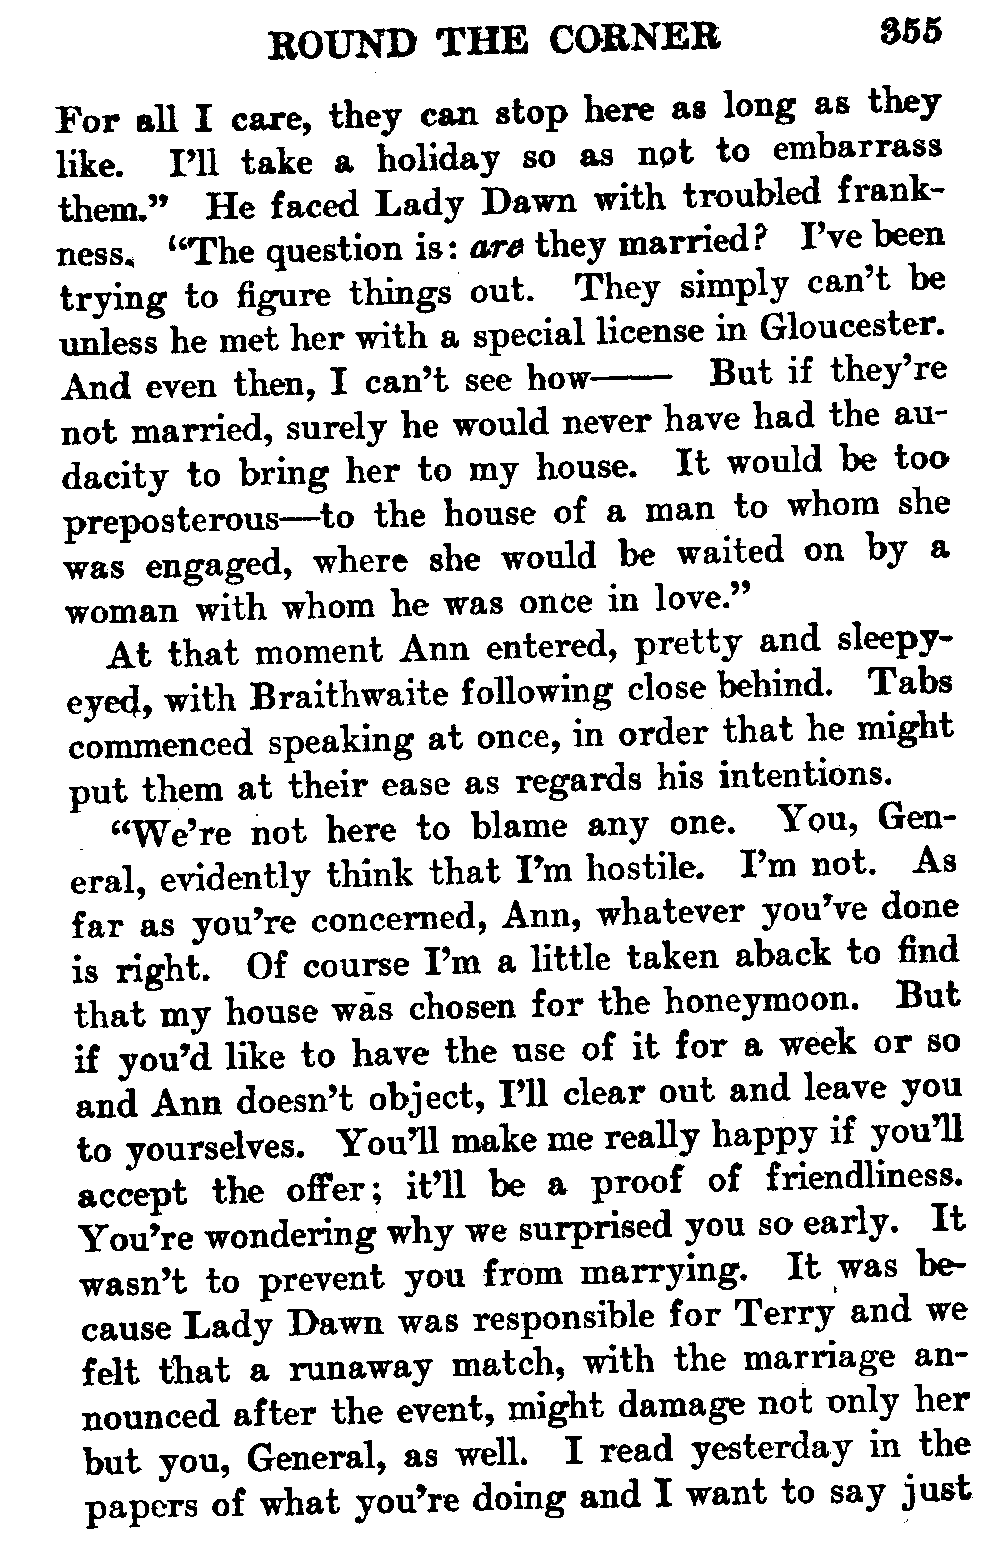 ROUND THE CORNER 355
For all I care, they can stop here as long as they
like. I'll take a holiday so as not to embarrass
them." He faced Lady Dawn with troubled frank-
ness. "The question is: are they married? I've been
trying to figure things out. They simply can't be
unless he met her with a special license in Gloucester.
And even then, I can't see how—— But if they're
not married, surely he would never have had the au-
dacity to bring her to my house. It would be too
preposterous—to the house of a man to whom she
was engaged, where she would be waited on by a
woman with whom he was once in love."
At that moment Ann entered, pretty and sleepy-
eyed, with Braithwaite following close behind. Tabs
commenced speaking at once, in order that he might
put them at their ease as regards his intentions.
"We're not here to blame any one. You, Gen-
eral, evidently think that I'm hostile. I'm not. As
far as you're concerned, Ann, whatever you've done
is right. Of course I'm a little taken aback to find
that my house was chosen for the honeymoon. But
if you'd like to have the use of it for a week or so
and Ann doesn't object, I'll clear out and leave you
to yourselves. You'll make me really happy if you'll
accept the offer; it'll be a proof of friendliness.
You're wondering why we surprised you so early. It
wasn't to prevent you from marrying. It was be-
cause Lady Dawn was responsible for Terry and we
felt that a runaway match, with the marriage an-
nounced after the event, might damage not only her
but you, General, as well. I read yesterday in the
papers of what you're doing and I want to say just